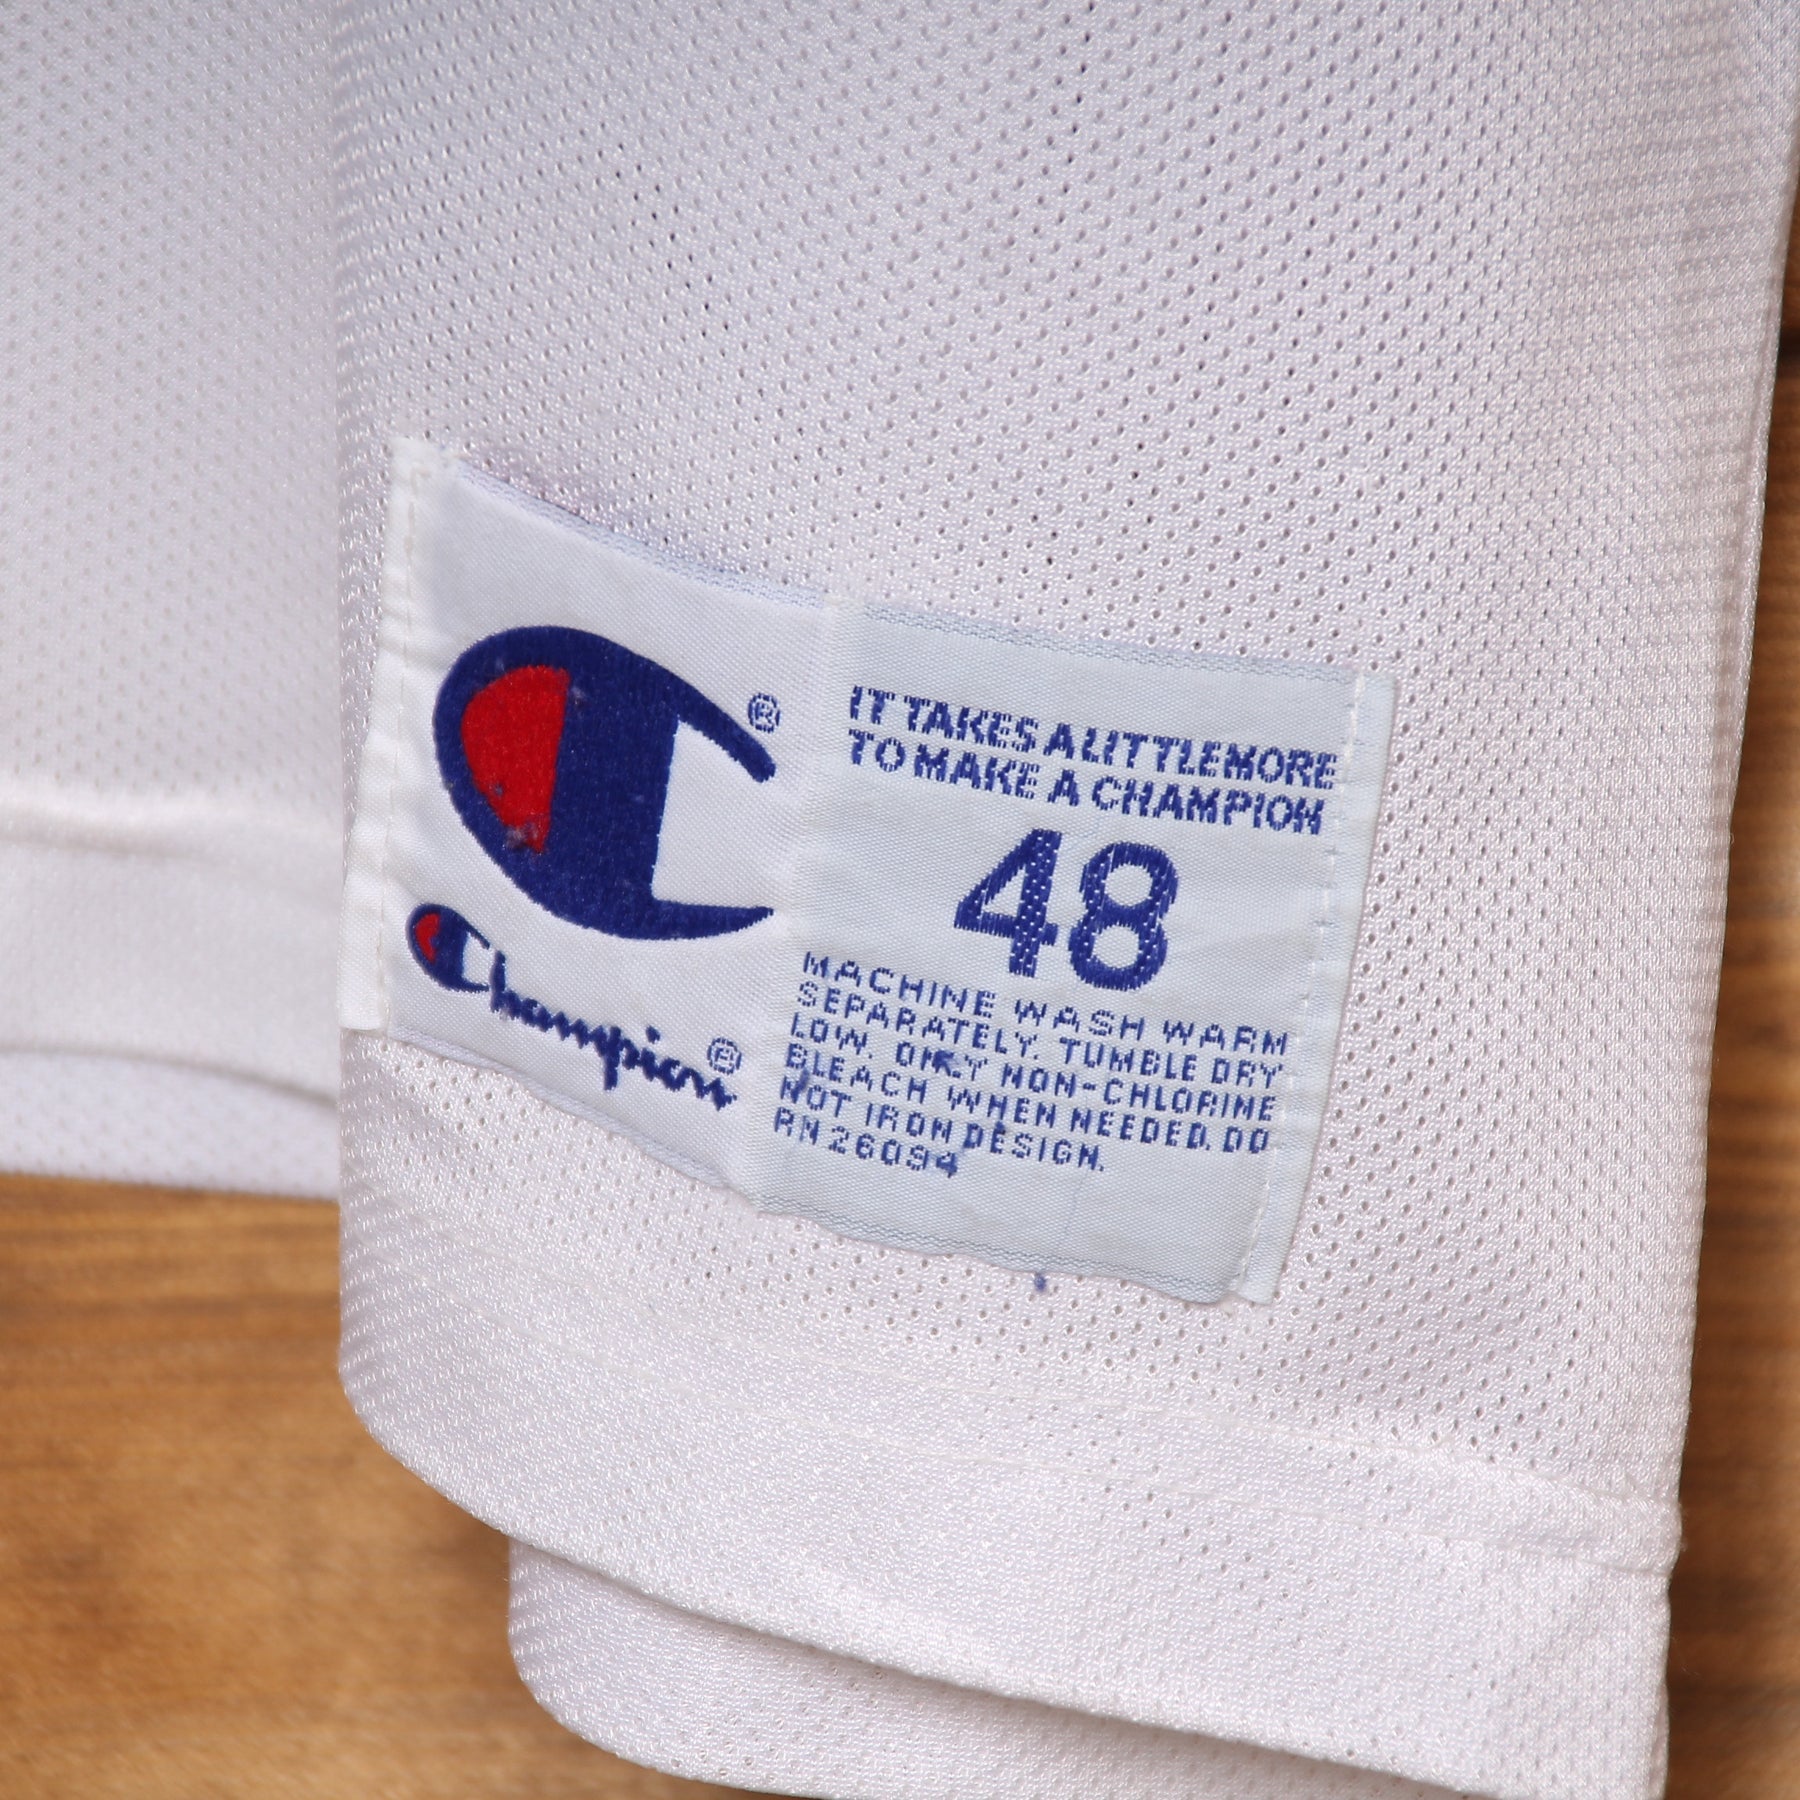 Champion®
®
IT TAKES A LITTLE MORE
TO MAKE A CHAMPION
48
MACHINE WASH WARM
SEPARATELY. TUMBLE DRY
LOW. ONLY NON-CHLORINE
BLEACH WHEN NEEDED. DO
NOT IRON DESIGN.
RN 26094